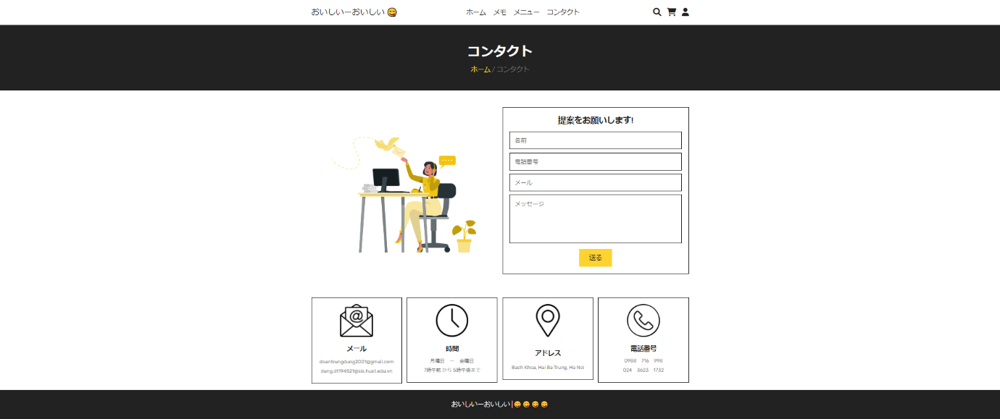 おいしいーおいしい 😋
ホーム メモ メニュー コンタクト
コンタクト
ホーム / コンタクト
提案をお願いします!
名前
電話番号
メール
メッセージ
送る
メール
doantrungdung2001@gmail.com
dung.dt194521@sis.hust.edu.vn
時間
月曜日 ー 金曜日
7時午前 から 5時午後まで
アドレス
Bach Khoa, Hai Ba Trung, Ha Noi
電話番号
0988 716 998
024 3623 1732
おいしいーおいしい |😋 😋 😋 😋